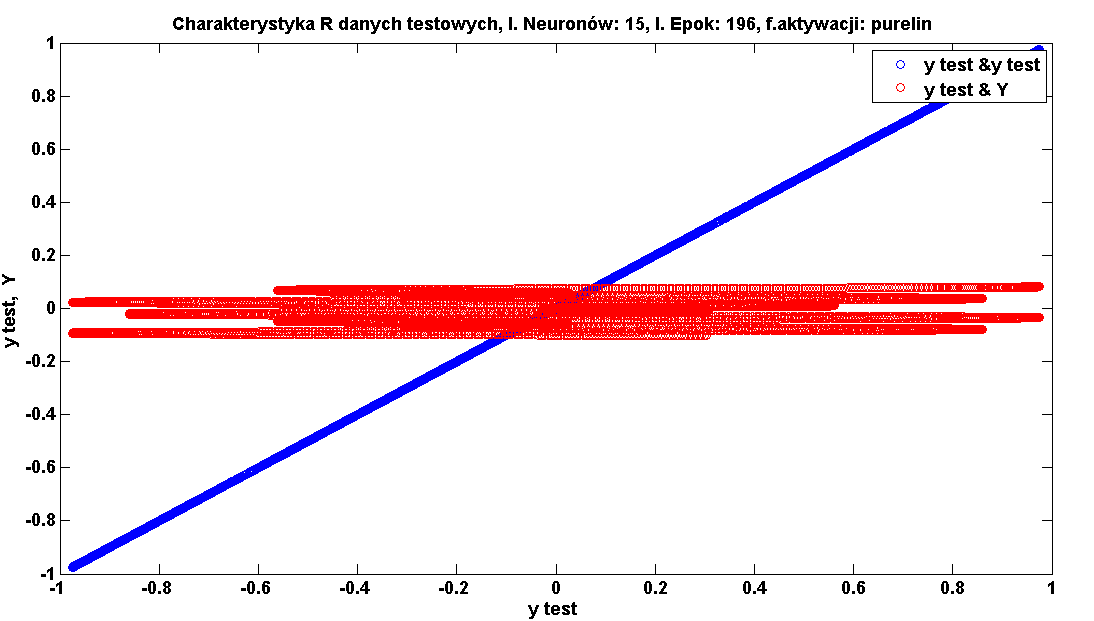 Charakterystyka R danych testowych, l. Neuronów: 15, l. Epok: 196, f.aktywacji: purelin
y test &y test
y test & Y
1
0.8
0.6
0.4
0.2
0
-0.2
-0.4
-0.6
-0.8
-1
y test, Y
-1 -0.8 -0.6 -0.4 -0.2 0 0.2 0.4 0.6 0.8 1
y test